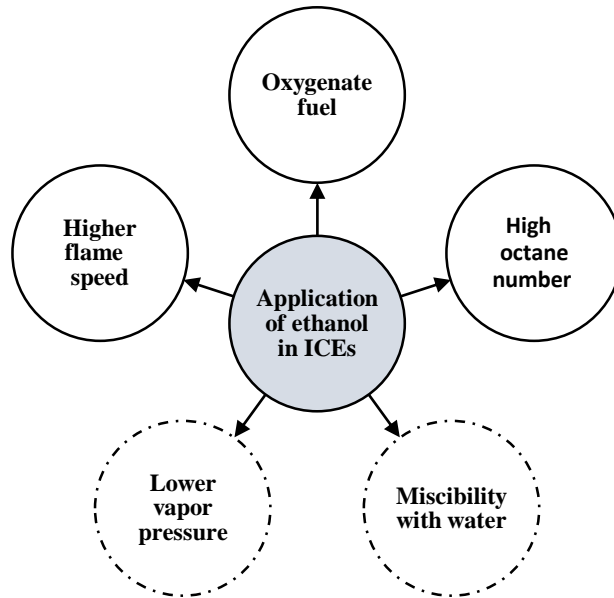 Oxygenate
fuel
Higher
flame
speed
High
octane
number
Application
of ethanol
in ICEs
Lower
vapor
pressure
Miscibility
with water